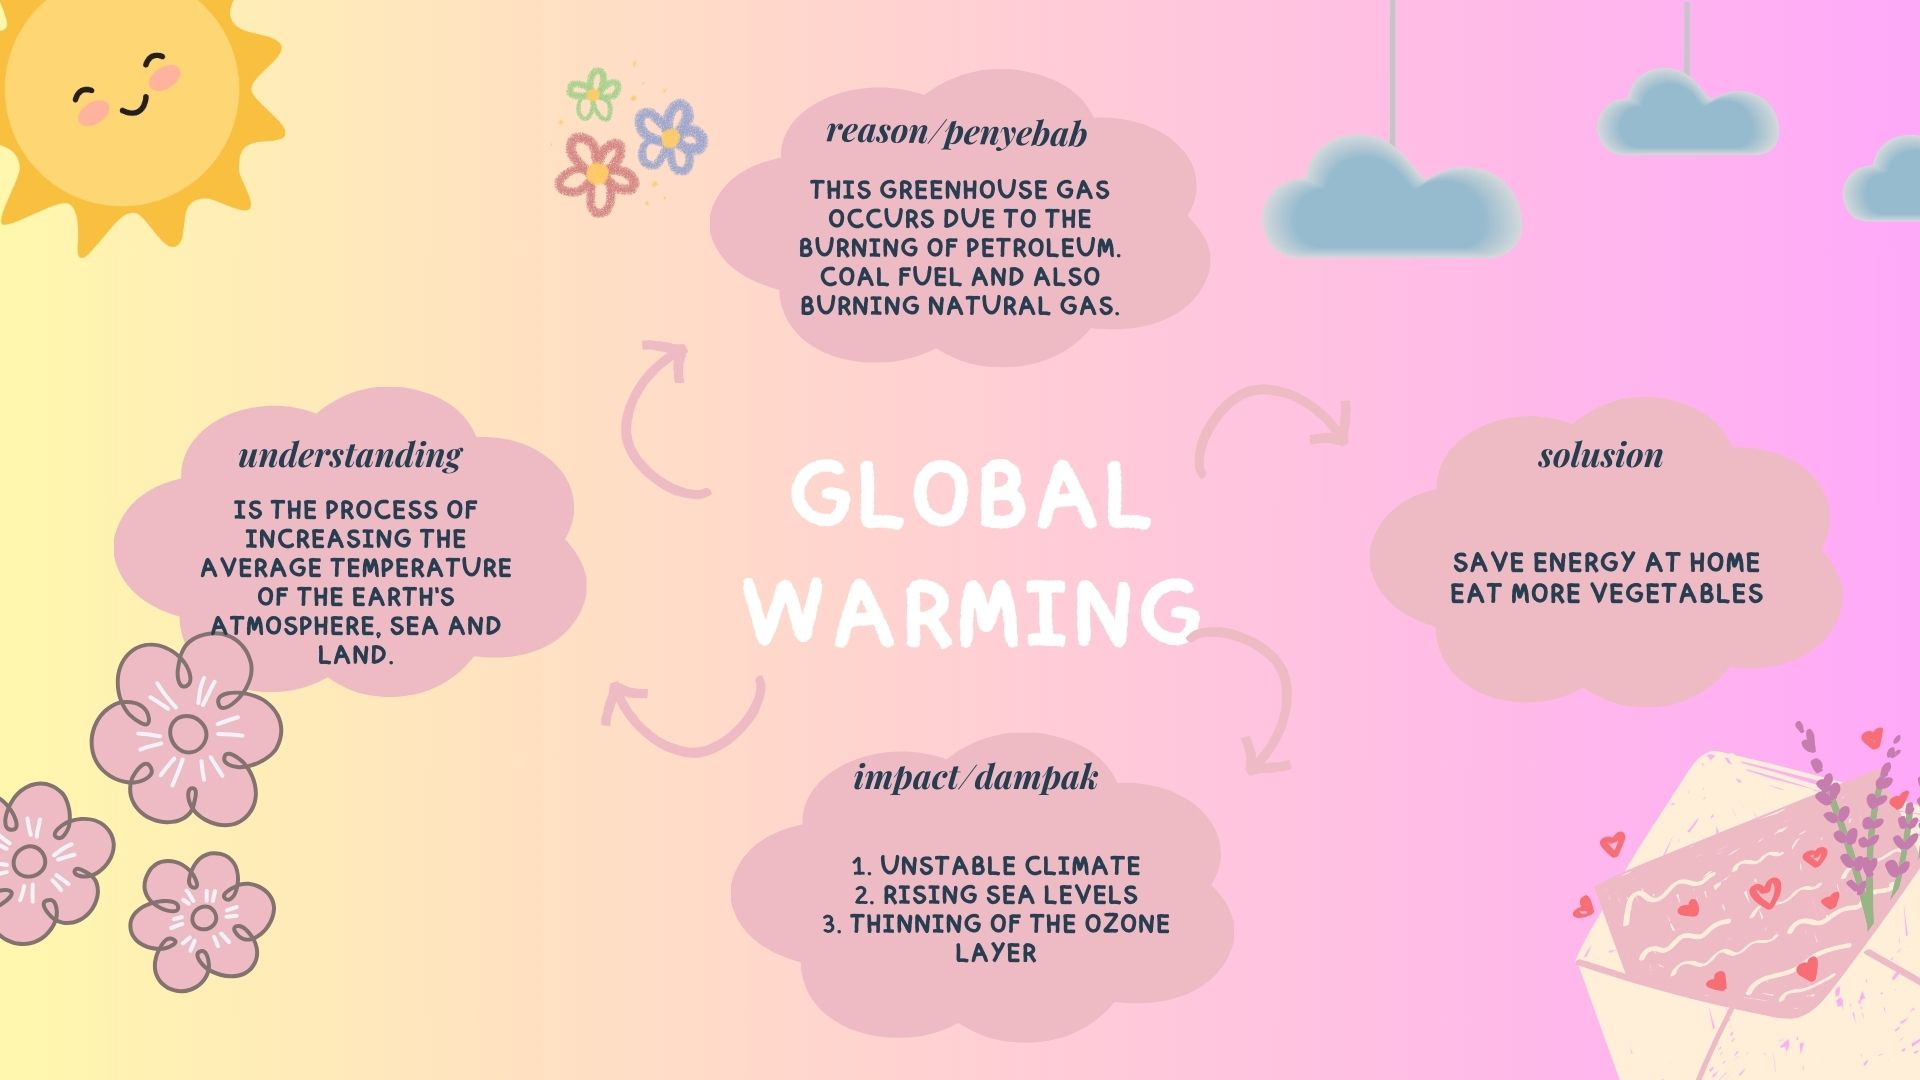 reason/penyebab
THIS GREENHOUSE GAS
OCCURS DUE TO THE
BURNING OF PETROLEUM.
COAL FUEL AND ALSO
BURNING NATURAL GAS.
understanding
IS THE PROCESS OF
INCREASING THE
AVERAGE TEMPERATURE
OF THE EARTH'S
ATMOSPHERE, SEA AND
LAND.
GLOBAL
WARMING
solusion
SAVE ENERGY AT HOME
EAT MORE VEGETABLES
impact/dampak
1. UNSTABLE CLIMATE
2. RISING SEA LEVELS
3. THINNING OF THE OZONE
LAYER